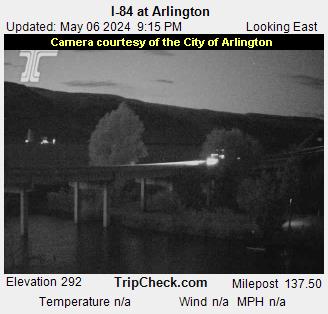 I-84 at Arlington
Updated: May 06 2024 9:15 PM Looking East
Camera courtesy of the City of Arlington
Elevation 292 TripCheck.com Milepost 137.50
Temperature n/a Wind n/a MPH n/a